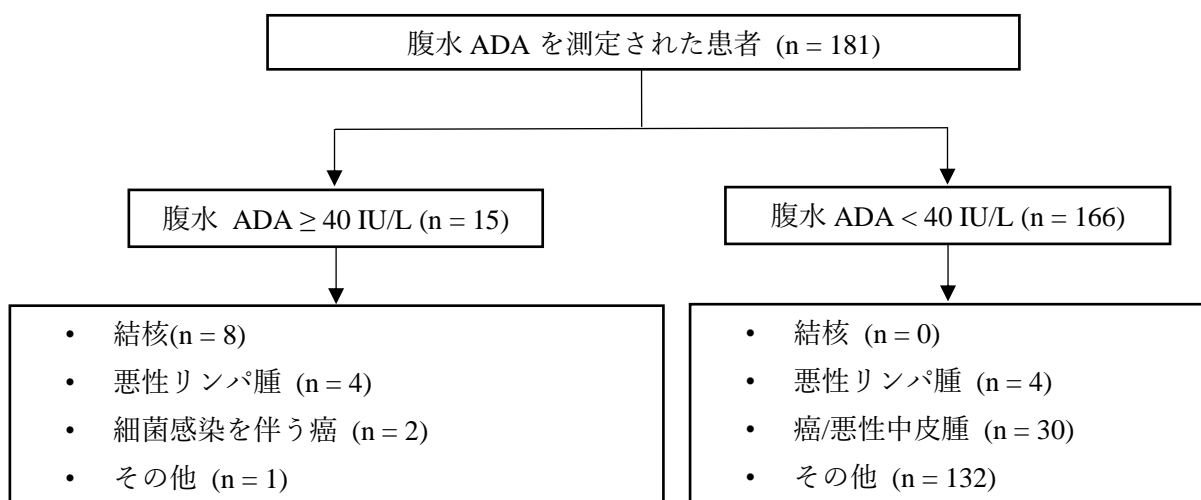 腹水 ADA を測定された患者 (n = 181)
腹水 ADA ≥ 40 IU/L (n = 15)
腹水 ADA < 40 IU/L (n = 166)
• 結核(n = 8)
• 悪性リンパ腫 (n = 4)
• 細菌感染を伴う癌 (n = 2)
• その他 (n = 1)
• 結核 (n = 0)
• 悪性リンパ腫 (n = 4)
• 癌/悪性中皮腫 (n = 30)
• その他 (n = 132)